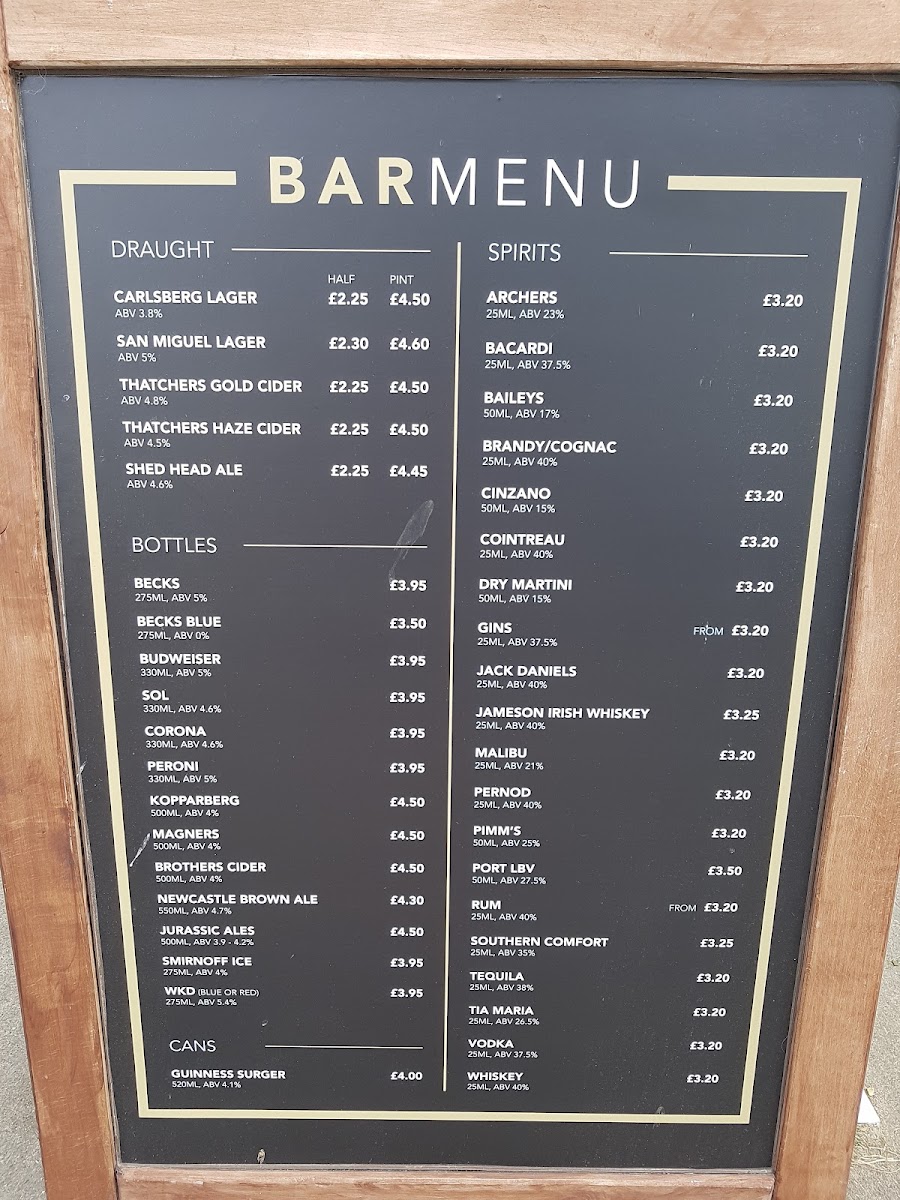 BARMENU
DRAUGHT
HALF PINT
CARLSBERG LAGER £2.25 £4.50
ABV 3.8%
SAN MIGUEL LAGER £2.30 £4.60
ABV 5%
THATCHERS GOLD CIDER £2.25 £4.50
ABV 4.8%
THATCHERS HAZE CIDER £2.25 £4.50
ABV 4.5%
SHED HEAD ALE £2.25 £4.45
ABV 4.6%
BOTTLES
BECKS £3.95
275ML, ABV 5%
BECKS BLUE £3.50
275ML, ABV 0%
BUDWEISER £3.95
330ML, ABV 5%
SOL £3.95
330ML, ABV 4.6%
CORONA £3.95
330ML, ABV 4.6%
PERONI £3.95
330ML, ABV 5%
KOPPARBERG £4.50
500ML, ABV 4%
MAGNERS £4.50
500ML, ABV 4%
BROTHERS CIDER £4.50
500ML, ABV 4%
NEWCASTLE BROWN ALE £4.30
550ML, ABV 4.7%
JURASSIC ALES £4.50
500ML, ABV 3.9 - 4.2%
SMIRNOFF ICE £3.95
275ML, ABV 4%
WKD (BLUE OR RED) £3.95
275ML, ABV 5.4%
CANS
GUINNESS SURGER £4.00
520ML, ABV 4.1%
SPIRITS
ARCHERS £3.20
25ML, ABV 23%
BACARDI £3.20
25ML, ABV 37.5%
BAILEYS £3.20
50ML, ABV 17%
BRANDY/COGNAC £3.20
25ML, ABV 40%
CINZANO £3.20
50ML, ABV 15%
COINTREAU £3.20
25ML, ABV 40%
DRY MARTINI £3.20
50ML, ABV 15%
GINS FROM £3.20
25ML, ABV 37.5%
JACK DANIELS £3.20
25ML, ABV 40%
JAMESON IRISH WHISKEY £3.25
25ML, ABV 40%
MALIBU £3.20
25ML, ABV 21%
PERNOD £3.20
25ML, ABV 40%
PIMM'S £3.20
50ML, ABV 25%
PORT LBV £3.50
50ML, ABV 27.5%
RUM FROM £3.20
25ML, ABV 40%
SOUTHERN COMFORT £3.25
25ML, ABV 35%
TEQUILA £3.20
25ML, ABV 38%
TIA MARIA £3.20
25ML, ABV 26.5%
VODKA £3.20
25ML, ABV 37.5%
WHISKEY £3.20
25ML, ABV 40%